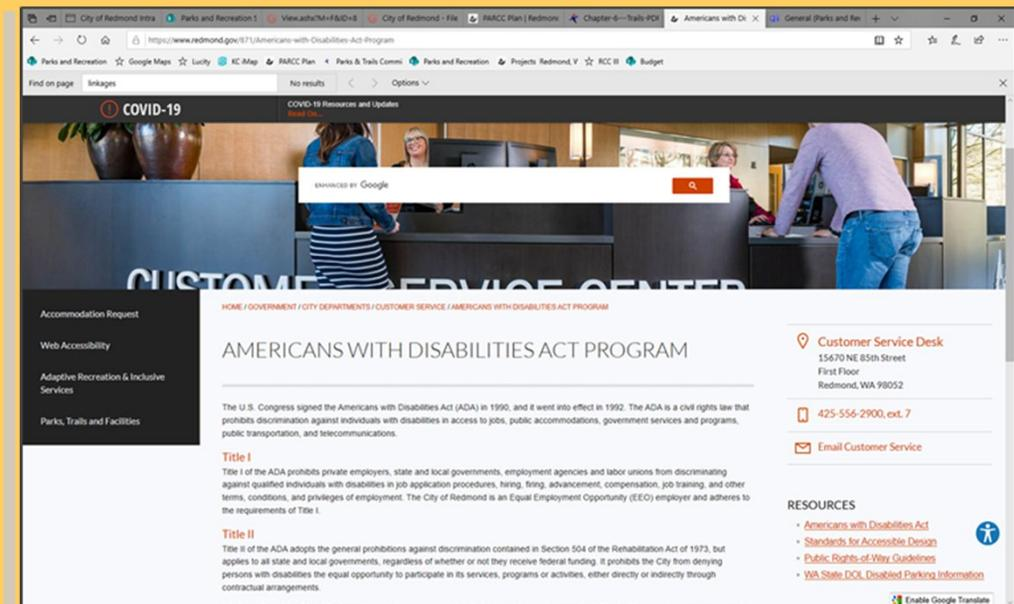 City of Redmond Intra
Parks and Recreation S
View.ashx?M=F&ID=8
City of Redmond - File
PARCC Plan | Redmon
Chapter-6---Trails-PDF
Americans with Di
General (Parks and Rec
https://www.redmond.gov/871/Americans-with-Disabilities-Act-Program
Parks and Recreation Google Maps Lucity KC iMap PARCC Plan Parks & Trails Commi Parks and Recreation Projects Redmond, V RCC III Budget
Find on page linkages No results Options
COVID-19
COVID-19 Resources and Updates
Read On...
ENHANCED BY Google
CUSTOME SERVICE CENTER
Accommodation Request
Web Accessibility
Adaptive Recreation & Inclusive
Services
Parks, Trails and Facilities
HOME / GOVERNMENT / CITY DEPARTMENTS / CUSTOMER SERVICE / AMERICANS WITH DISABILITIES ACT PROGRAM
AMERICANS WITH DISABILITIES ACT PROGRAM
The U.S. Congress signed the Americans with Disabilities Act (ADA) in 1990, and it went into effect in 1992. The ADA is a civil rights law that
prohibits discrimination against individuals with disabilities in access to jobs, public accommodations, government services and programs,
public transportation, and telecommunications.
Title I
Title I of the ADA prohibits private employers, state and local governments, employment agencies and labor unions from discriminating
against qualified individuals with disabilities in job application procedures, hiring, firing, advancement, compensation, job training, and other
terms, conditions, and privileges of employment. The City of Redmond is an Equal Employment Opportunity (EEO) employer and adheres to
the requirements of Title I.
Title II
Title II of the ADA adopts the general prohibitions against discrimination contained in Section 504 of the Rehabilitation Act of 1973, but
applies to all state and local governments, regardless of whether or not they receive federal funding. It prohibits the City from denying
persons with disabilities the equal opportunity to participate in its services, programs or activities, either directly or indirectly through
contractual arrangements.
Customer Service Desk
15670 NE 85th Street
First Floor
Redmond, WA 98052
425-556-2900, ext. 7
Email Customer Service
RESOURCES
Americans with Disabilities Act
Standards for Accessible Design
Public Rights-of-Way Guidelines
WA State DOL Disabled Parking Information
Enable Google Translate